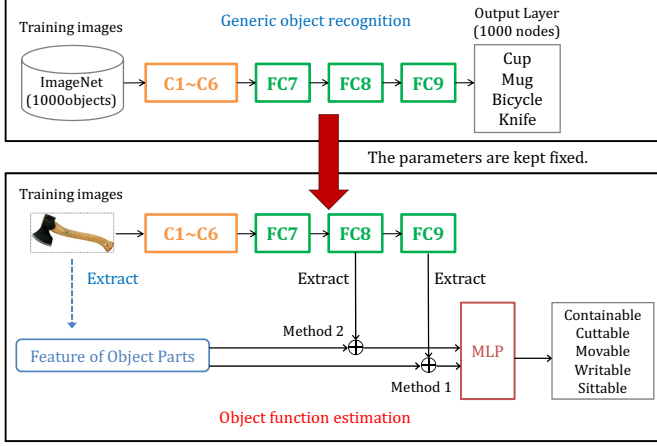 Generic object recognition
Output Layer
(1000 nodes)
Training images
ImageNet
(1000objects)
C1~C6
FC7
FC8
FC9
Cup
Mug
Bicycle
Knife
The parameters are kept fixed.
Training images
C1~C6
FC7
FC8
FC9
Extract
Extract
Extract
Method 2
Feature of Object Parts
Method 1
MLP
Containable
Cuttable
Movable
Writable
Sittable
Object function estimation